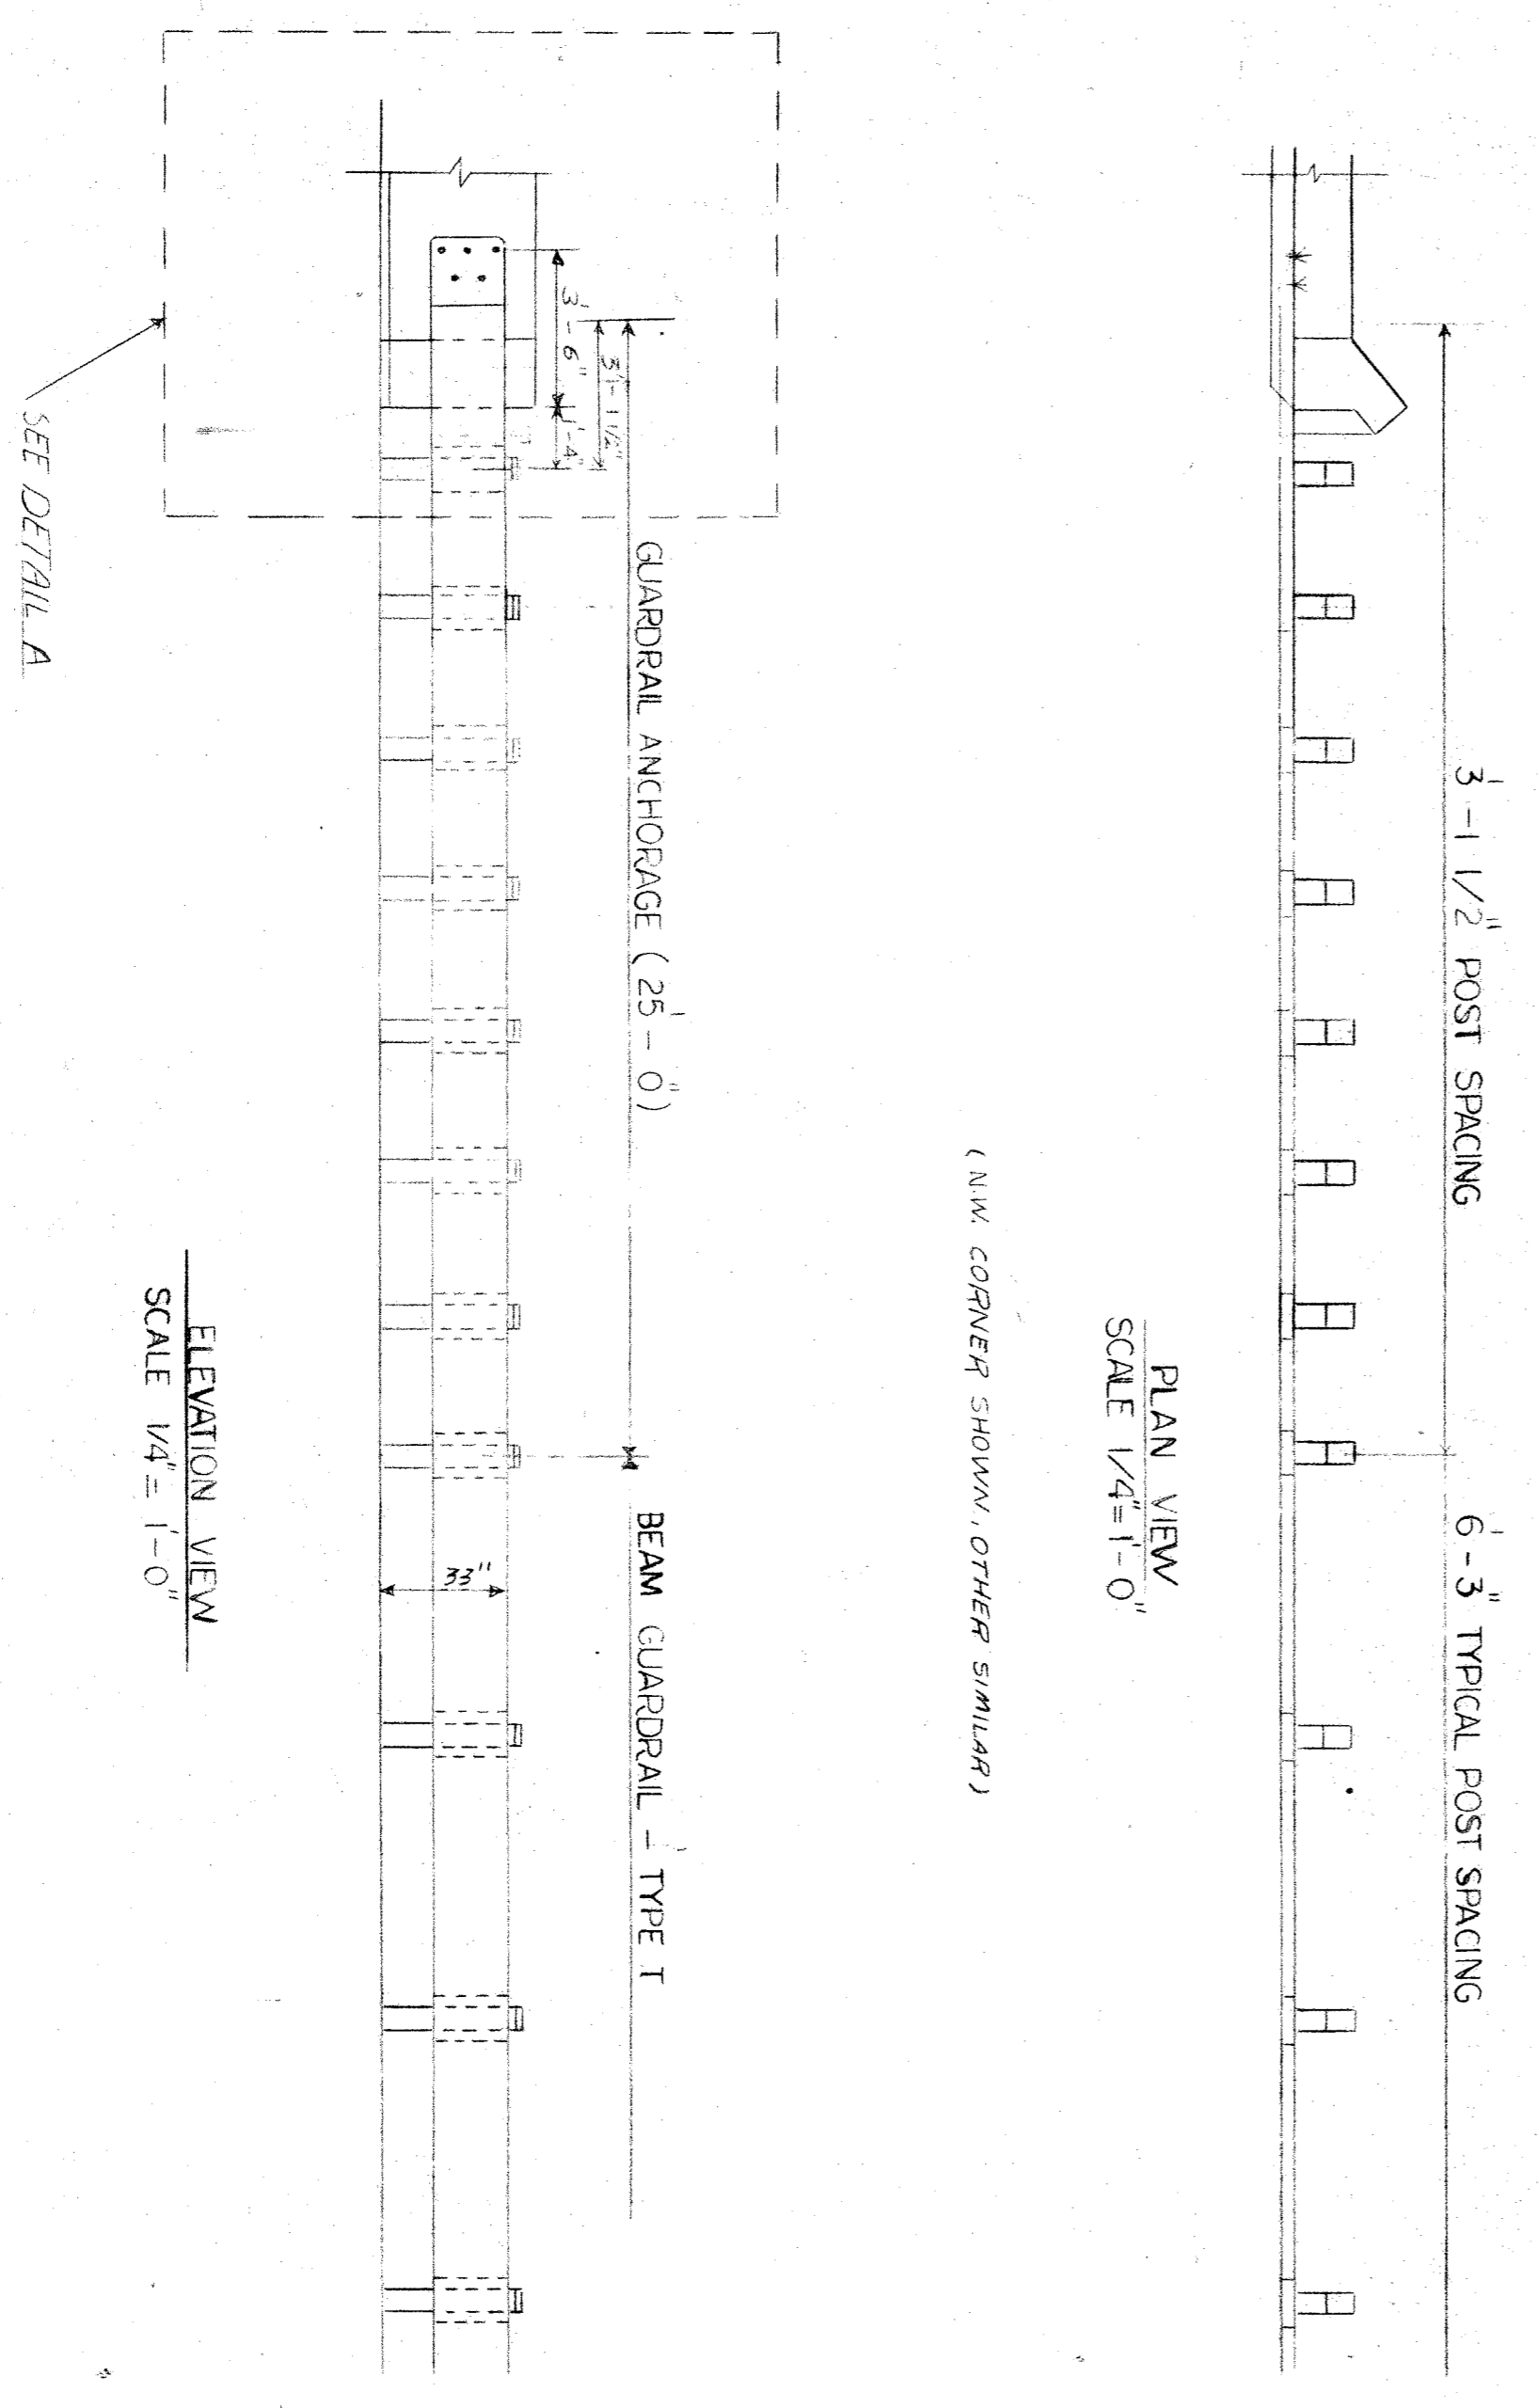 3'-1 1/2" POST SPACING
6'-3" TYPICAL POST SPACING
PLAN VIEW
SCALE 1/4"=1'-0"
(N.W. CORNER SHOWN, OTHER SIMILAR)
GUARDRAIL ANCHORAGE (25'-0")
BEAM GUARDRAIL - TYPE T
3'-1 1/2"
3'-6"
1'-4"
33"
ELEVATION VIEW
SCALE 1/4"=1'-0"
SEE DETAIL A